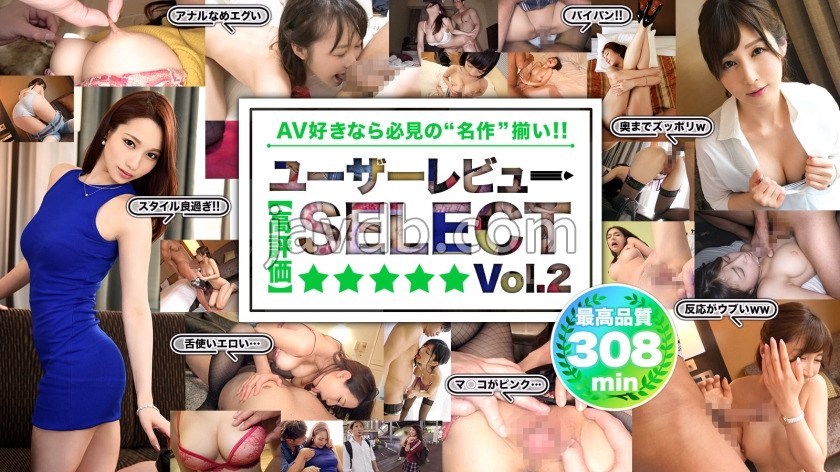 アナルなめエグい
パイパン!!
AV好きなら必見の“名作”揃い!!
奥までズッポリw
ユーザーレビュー
スタイル良過ぎ!!
【高評価】
SELECT
javdb.com
★★★★★ Vol.2
最高品質
308
min
反応がウブいww
舌使いエロい…
マ○コがピンク…